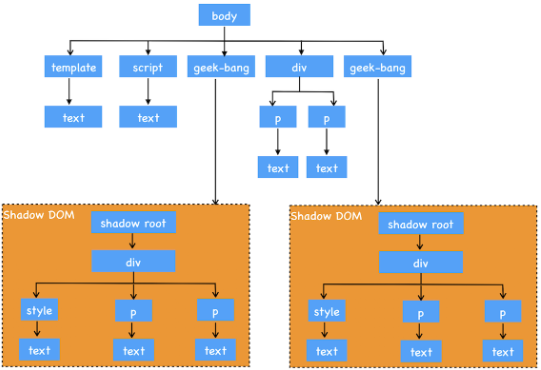 body
template script geek-bang div geek-bang
text text p p
text text
Shadow DOM Shadow DOM
shadow root shadow root
div div
style p p style p p
text text text text text text